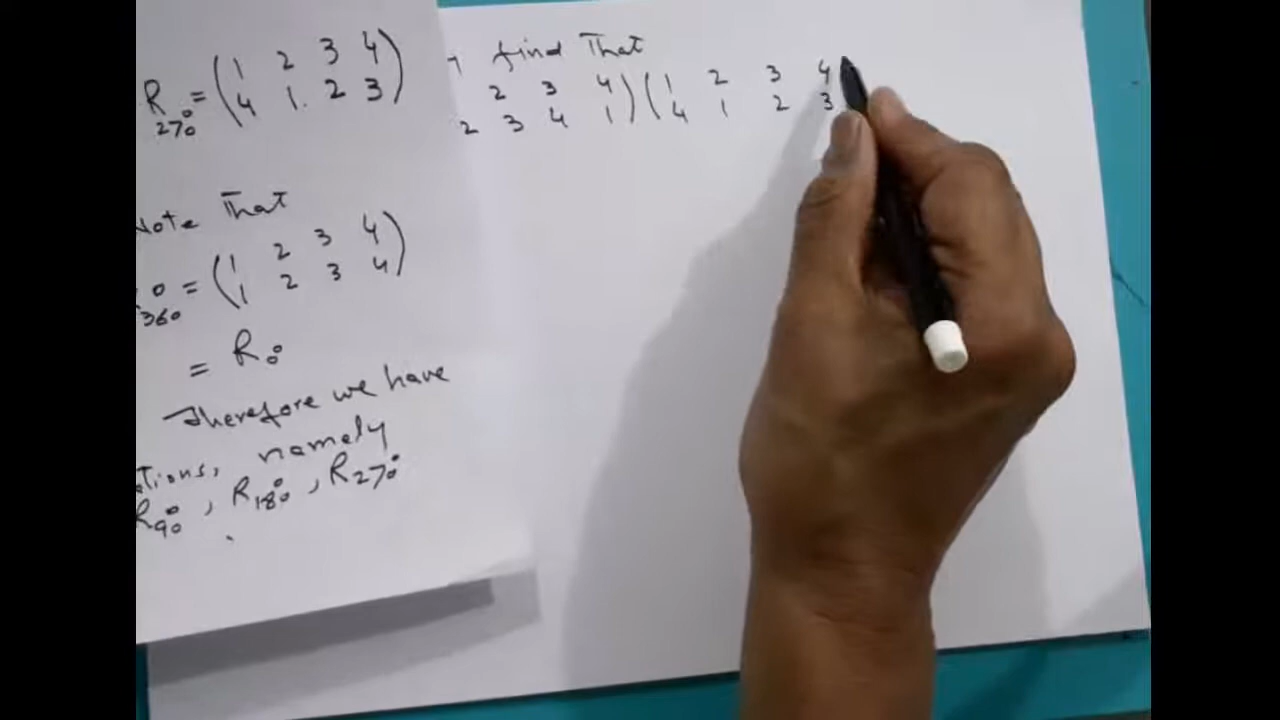 R270° = (1 2 3 4)
(4 1 2 3)
Note That
360° = (1 2 3 4)
(1 2 3 4)
= R0°
Therefore we have
namely
R90°, R180°, R270°
find That
2 3 4) (1 2 3 4
2 3 4 1) (4 1 2 3